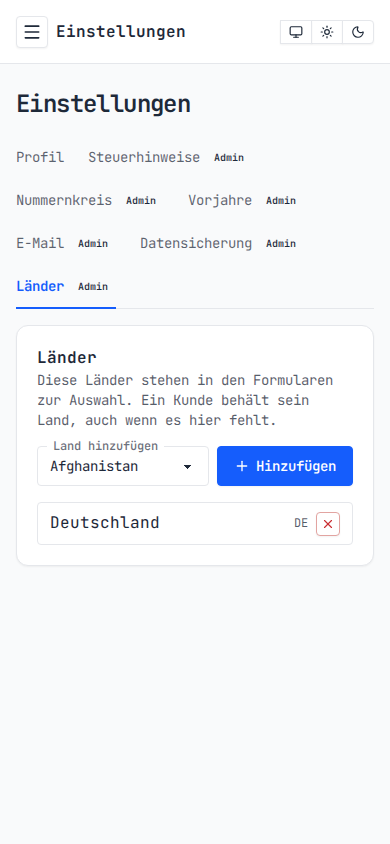 Einstellungen
Einstellungen
Profil Steuerhinweise Admin
Nummernkreis Admin Vorjahre Admin
E-Mail Admin Datensicherung Admin
Länder Admin
Länder
Diese Länder stehen in den Formularen
zur Auswahl. Ein Kunde behält sein
Land, auch wenn es hier fehlt.
Land hinzufügen
Afghanistan
Hinzufügen
Deutschland DE